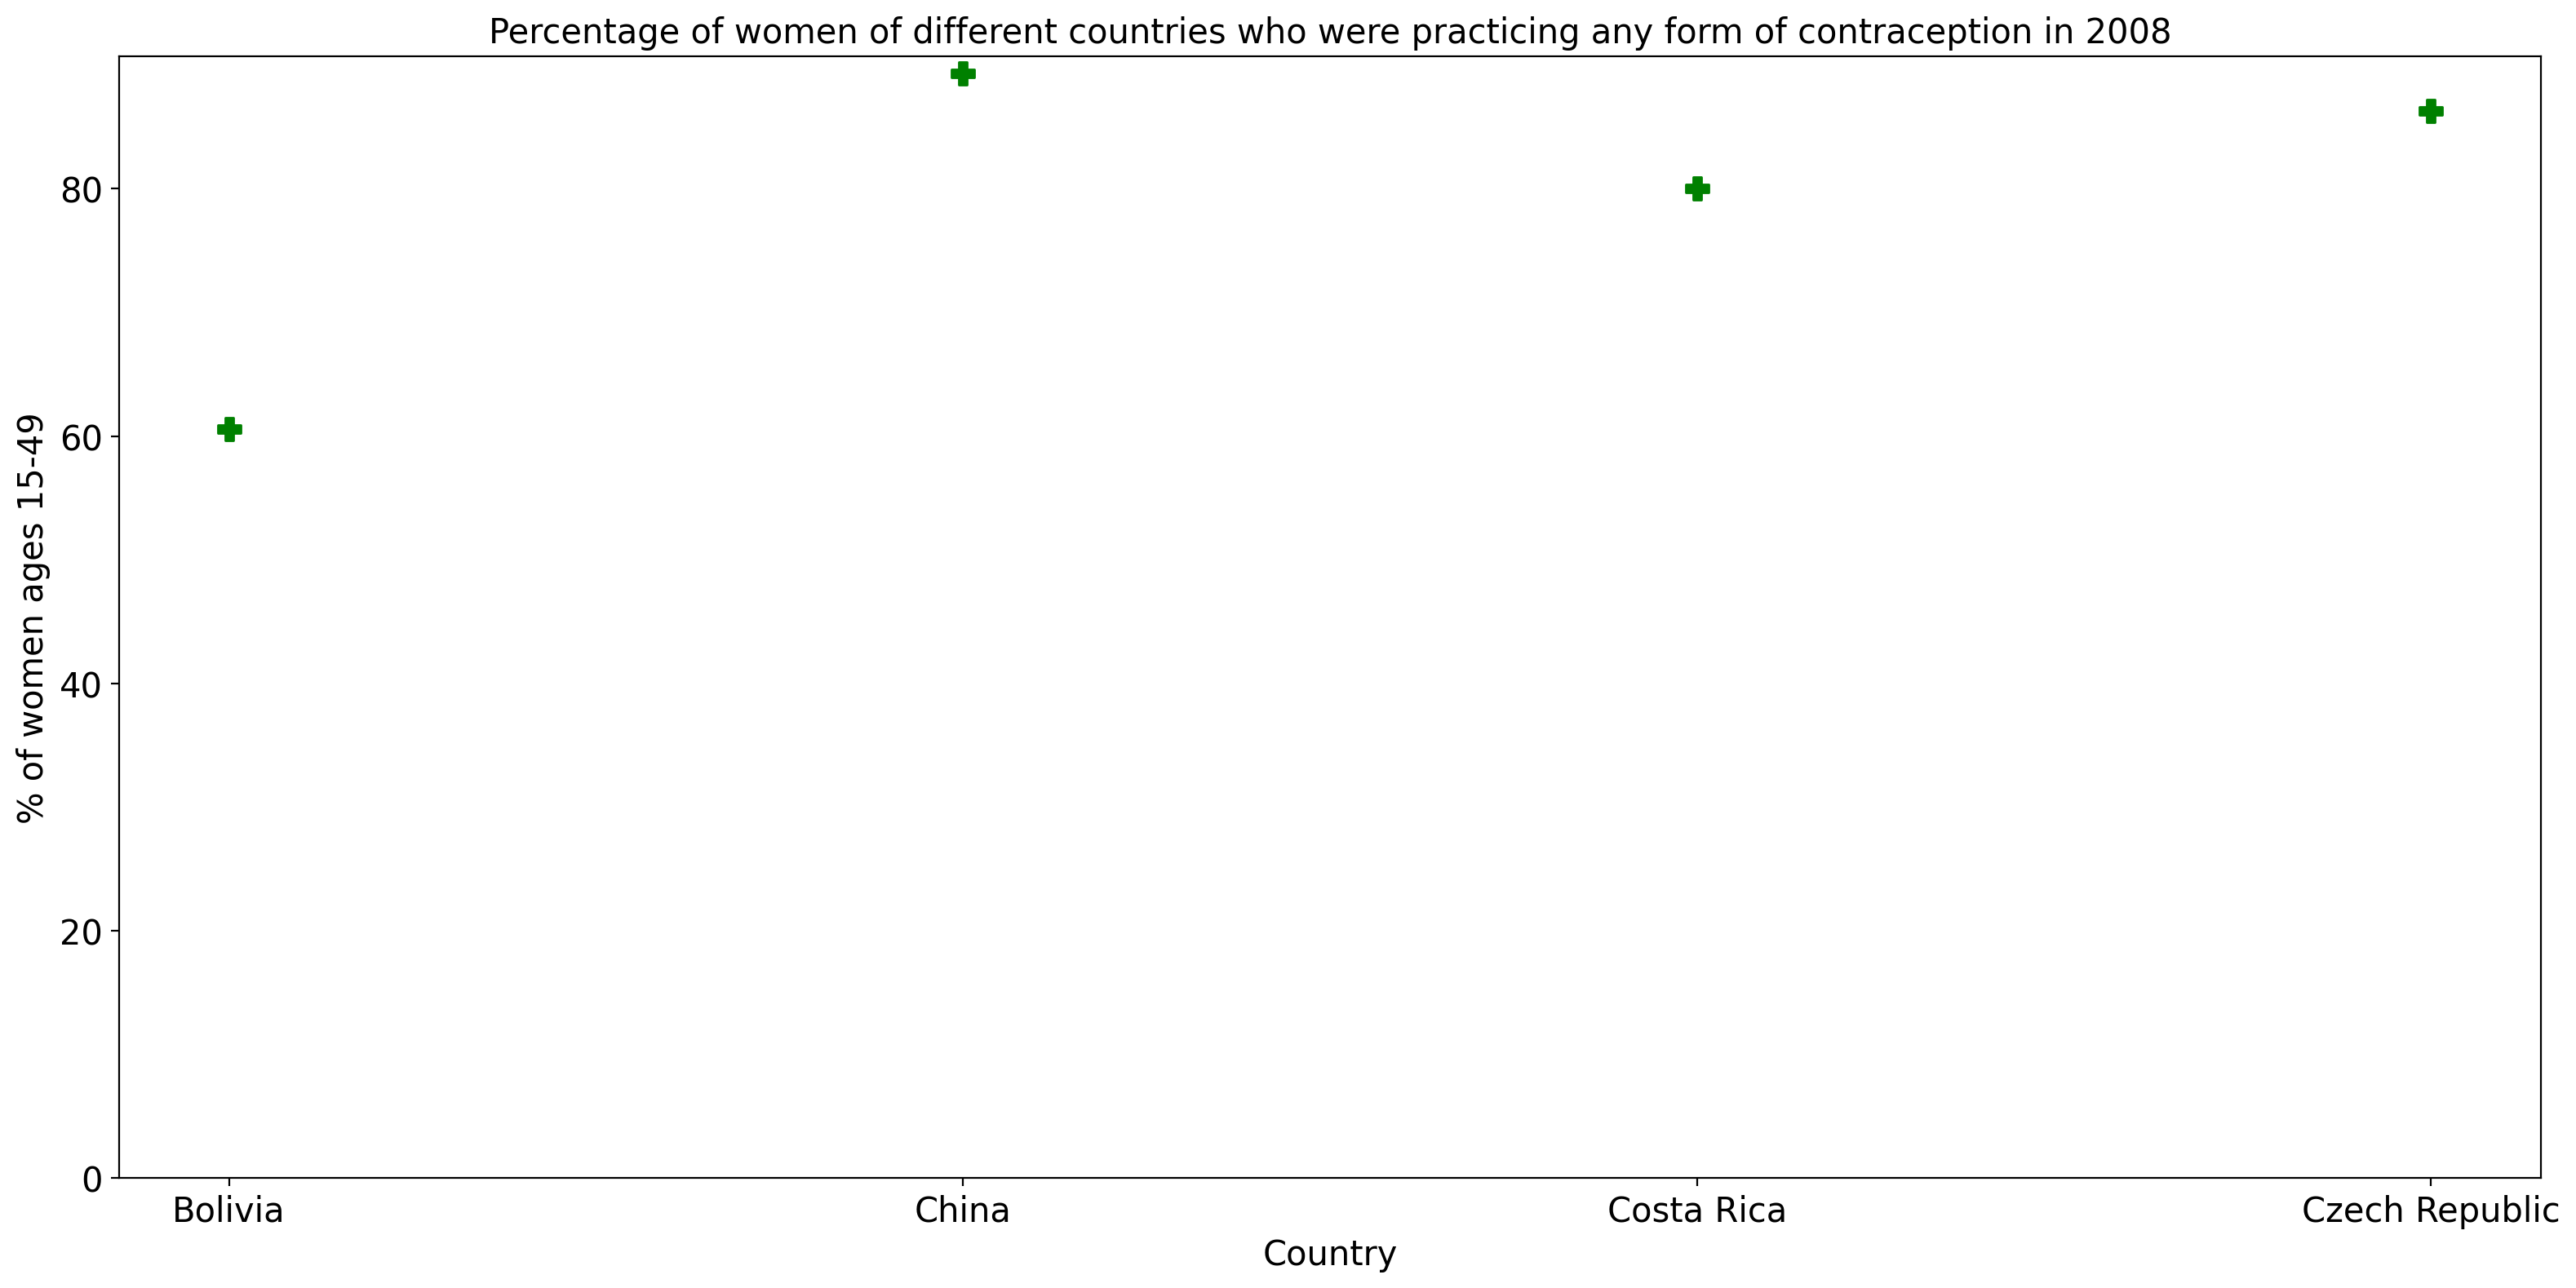 Percentage of women of different countries who were practicing any form of contraception in 2008
% of women ages 15-49
80
60
40
20
0
Bolivia China Costa Rica Czech Republic
Country